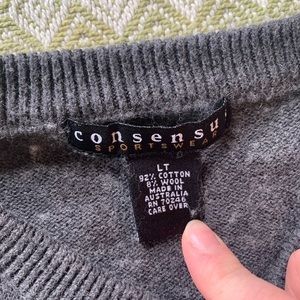 consensu
SPORTSWEAR
LT
92% COTTON
8% WOOL
MADE IN
AUSTRALIA
RN 70246
CARE OVER